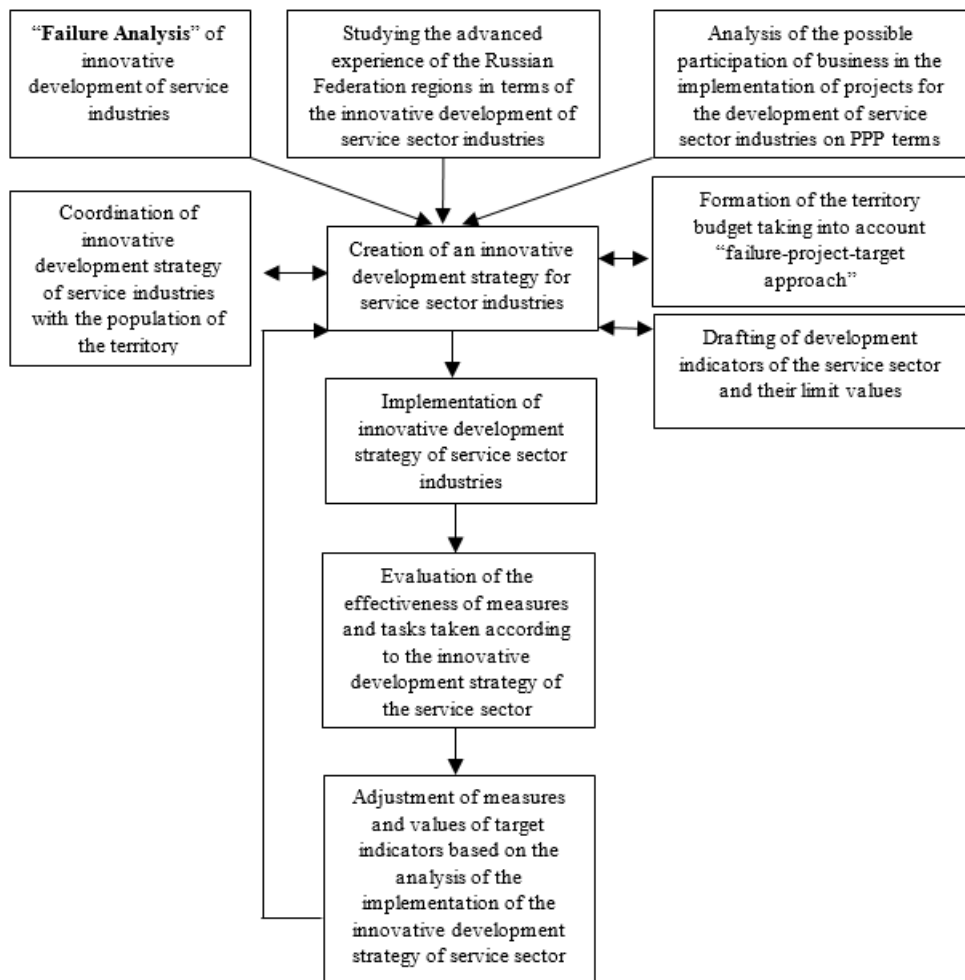 “Failure Analysis” of
innovative
development of service
industries
Studying the advanced
experience of the Russian
Federation regions in terms of
the innovative development of
service sector industries
Analysis of the possible
participation of business in the
implementation of projects for
the development of service
sector industries on PPP terms
Coordination of
innovative
development strategy
of service industries
with the population of
the territory
Creation of an innovative
development strategy for
service sector industries
Formation of the territory
budget taking into account
“failure-project-target
approach”
Drafting of development
indicators of the service sector
and their limit values
Implementation of
innovative development
strategy of service sector
industries
Evaluation of the
effectiveness of measures
and tasks taken according
to the innovative
development strategy of
the service sector
Adjustment of measures
and values of target
indicators based on the
analysis of the
implementation of the
innovative development
strategy of service sector